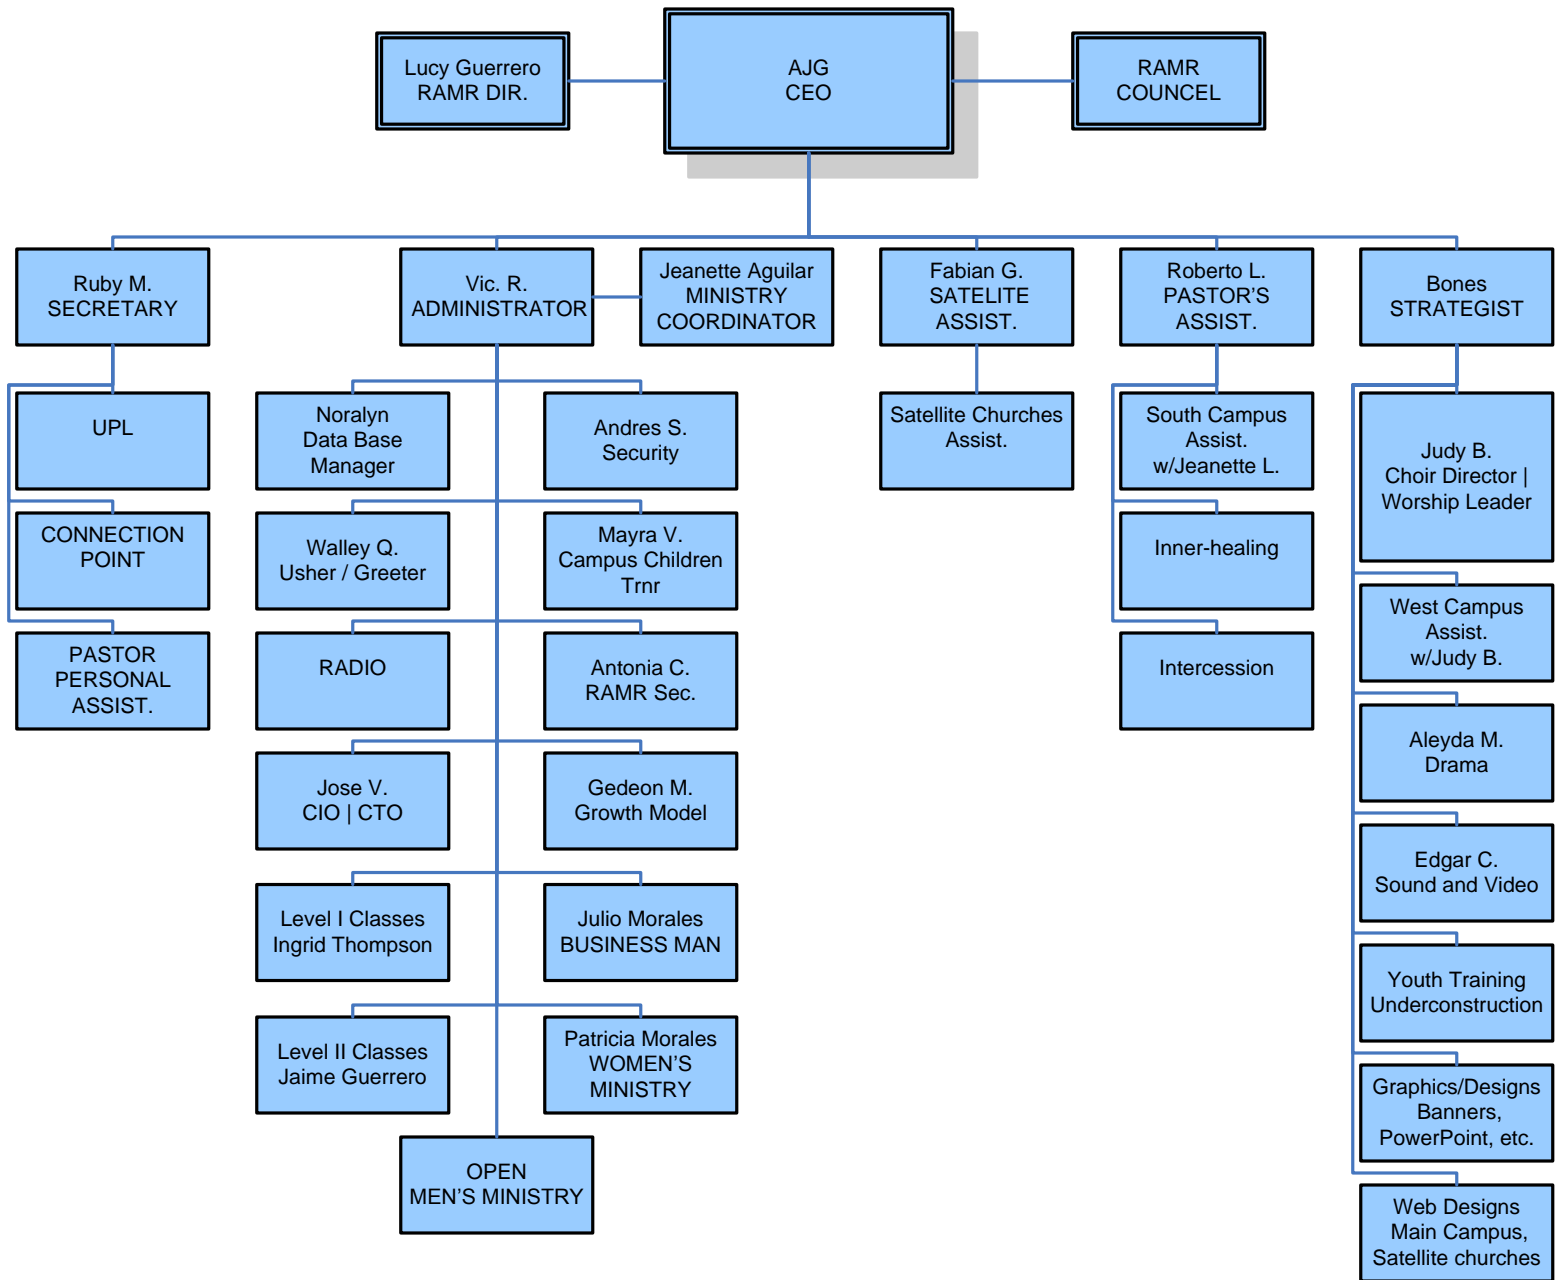 Lucy Guerrero
RAMR DIR.
AJG
CEO
RAMR
COUNCEL
Ruby M.
SECRETARY
Vic. R.
ADMINISTRATOR
Jeanette Aguilar
MINISTRY
COORDINATOR
Fabian G.
SATELITE
ASSIST.
Roberto L.
PASTOR'S
ASSIST.
Bones
STRATEGIST
UPL
CONNECTION
POINT
PASTOR
PERSONAL
ASSIST.
Noralyn
Data Base
Manager
Andres S.
Security
Walley Q.
Usher / Greeter
Mayra V.
Campus Children
Trnr
RADIO
Antonia C.
RAMR Sec.
Jose V.
CIO | CTO
Gedeon M.
Growth Model
Level I Classes
Ingrid Thompson
Julio Morales
BUSINESS MAN
Level II Classes
Jaime Guerrero
Patricia Morales
WOMEN'S
MINISTRY
OPEN
MEN'S MINISTRY
Satellite Churches
Assist.
South Campus
Assist.
w/Jeanette L.
Inner-healing
Intercession
Judy B.
Choir Director |
Worship Leader
West Campus
Assist.
w/Judy B.
Aleyda M.
Drama
Edgar C.
Sound and Video
Youth Training
Underconstruction
Graphics/Designs
Banners,
PowerPoint, etc.
Web Designs
Main Campus,
Satellite churches